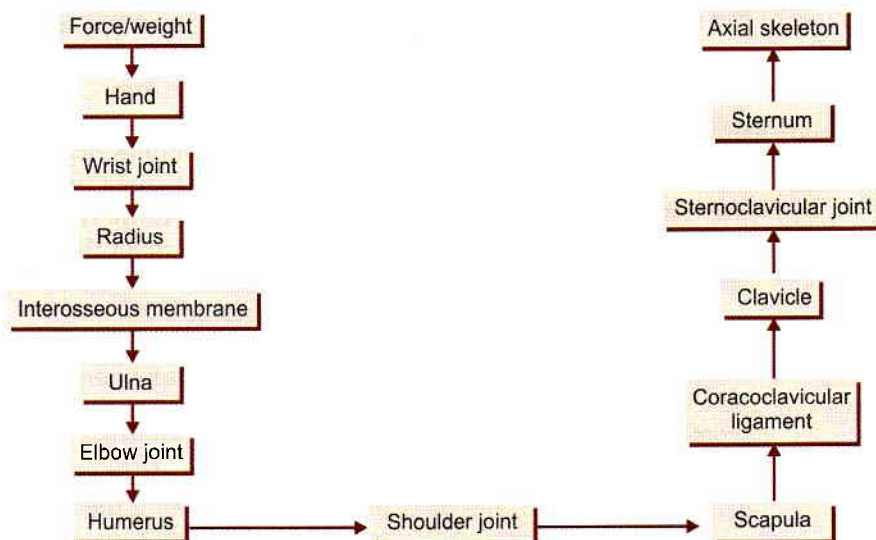 Force/weight
Hand
Wrist joint
Radius
Interosseous membrane
Ulna
Elbow joint
Humerus
Shoulder joint
Scapula
Coracoclavicular
ligament
Clavicle
Sternoclavicular joint
Sternum
Axial skeleton